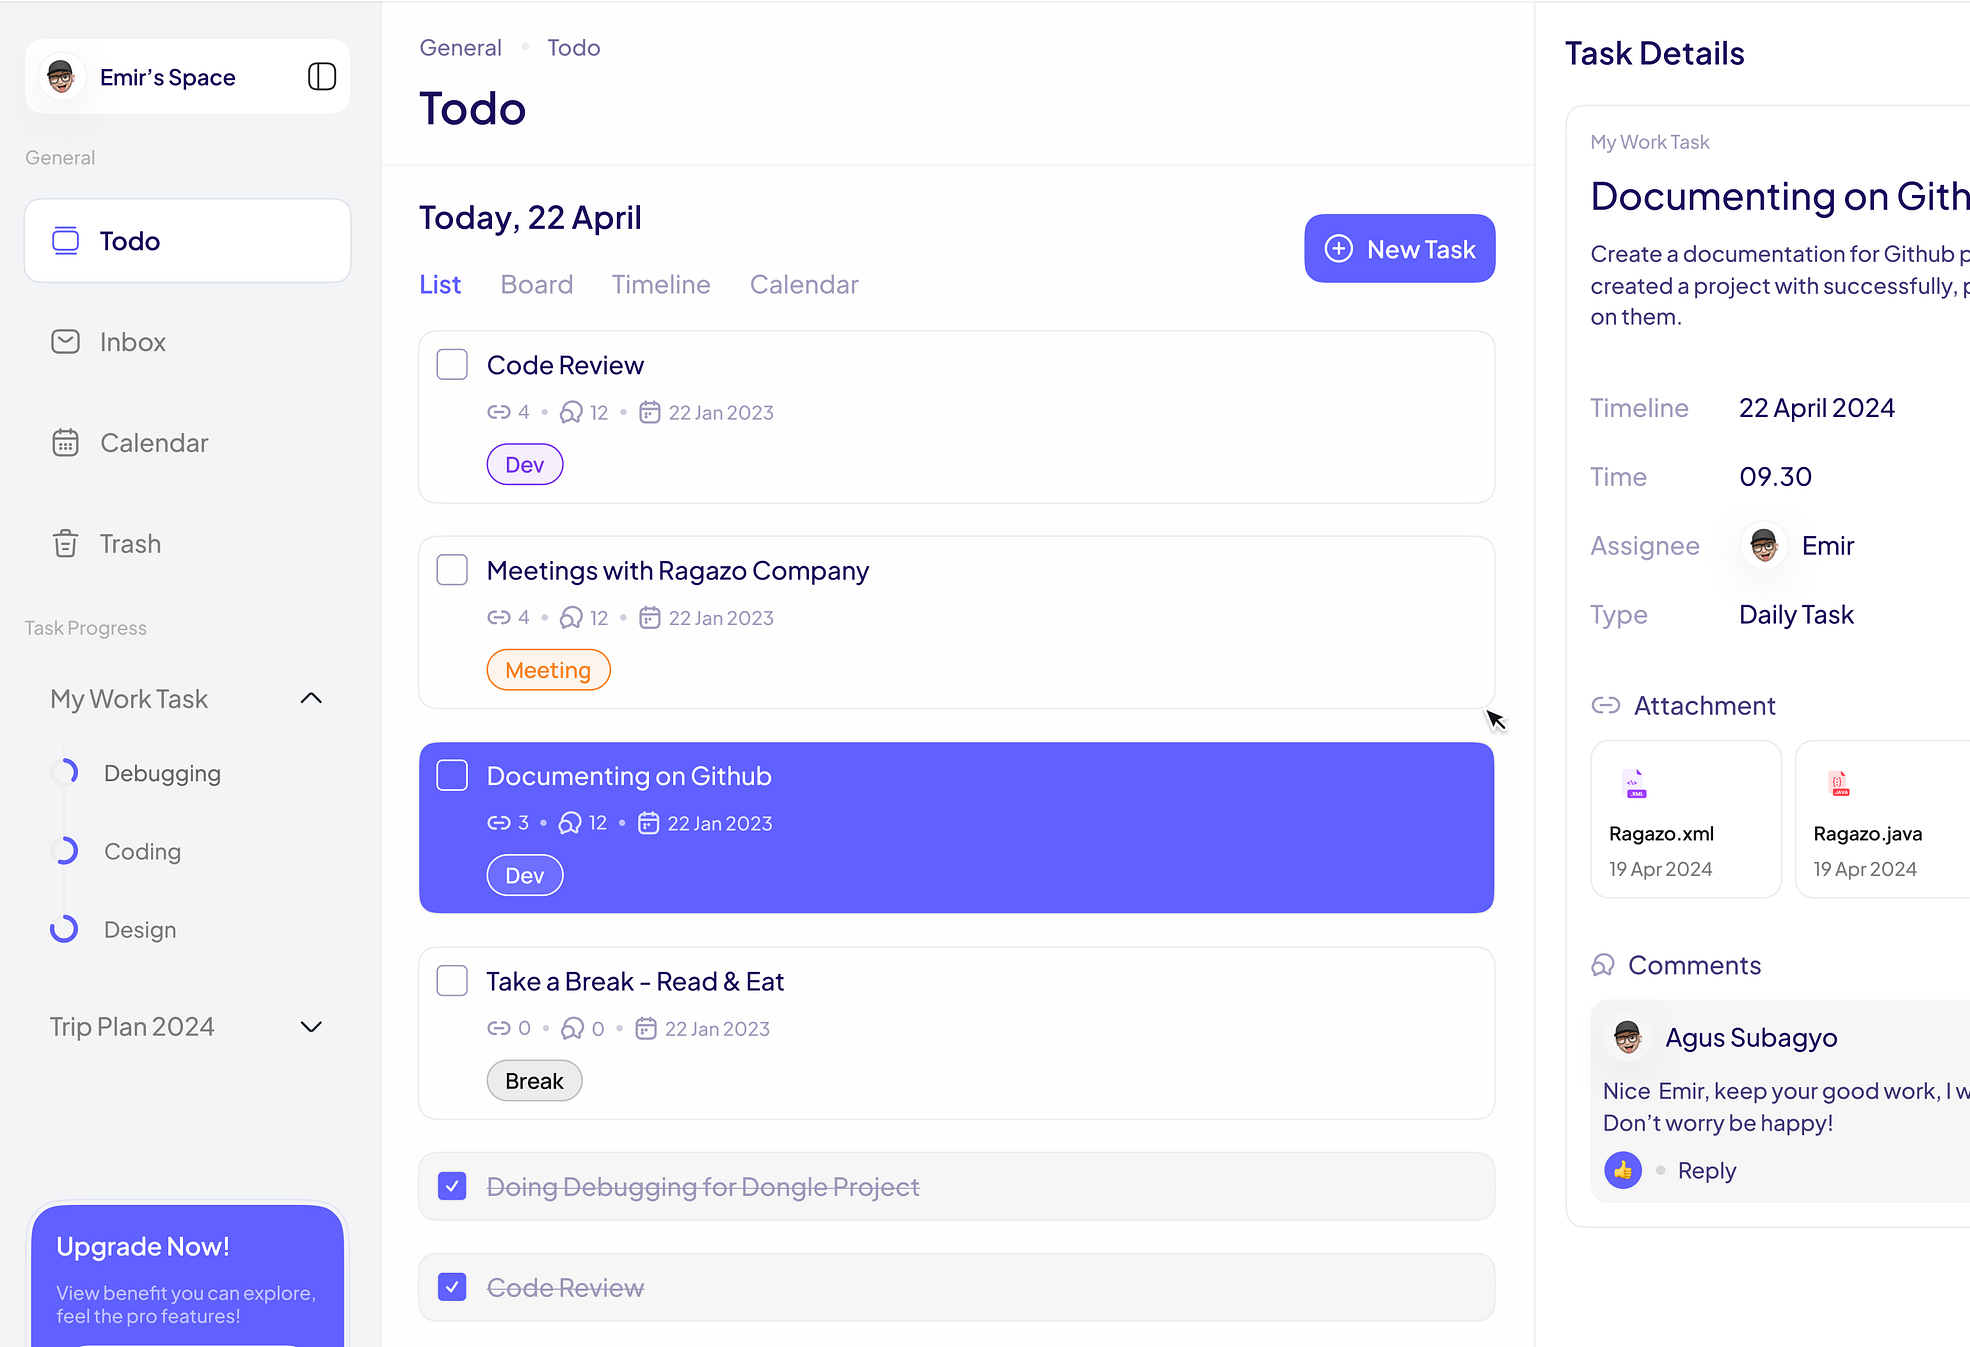 Emir’s Space
General
Todo
Inbox
Calendar
Trash
Task Progress
My Work Task
Debugging
Coding
Design
Trip Plan 2024
Upgrade Now!
View benefit you can explore,
feel the pro features!
General • Todo
Todo
Today, 22 April
New Task
List Board Timeline Calendar
Code Review
4 • 12 • 22 Jan 2023
Dev
Meetings with Ragazo Company
4 • 12 • 22 Jan 2023
Meeting
Documenting on Github
3 • 12 • 22 Jan 2023
Dev
Take a Break - Read & Eat
0 • 0 • 22 Jan 2023
Break
Doing Debugging for Dongle Project
Code Review
Task Details
My Work Task
Documenting on Gith
Create a documentation for Github p
created a project with successfully, p
on them.
Timeline 22 April 2024
Time 09.30
Assignee Emir
Type Daily Task
Attachment
.XML
Ragazo.xml
19 Apr 2024
.JAVA
Ragazo.java
19 Apr 2024
Comments
Agus Subagyo
Nice Emir, keep your good work, I w
Don’t worry be happy!
Reply